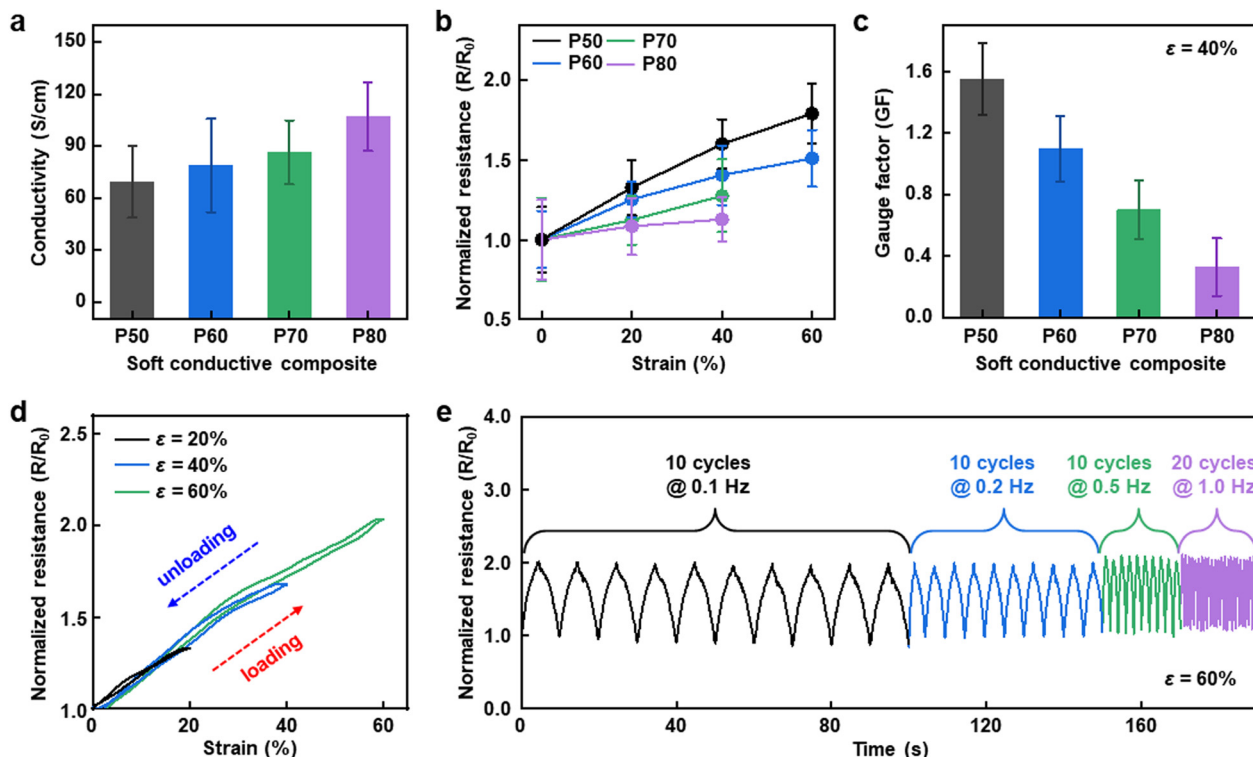 a
150
120
90
60
30
0
Conductivity (S/cm)
P50 P60 P70 P80
Soft conductive composite
b
P50 P70
P60 P80
2.0
1.5
1.0
0.5
Normalized resistance (R/R0)
0 20 40 60
Strain (%)
c
ε = 40%
1.6
1.2
0.8
0.4
0.0
Gauge factor (GF)
P50 P60 P70 P80
Soft conductive composite
d
2.5
2.0
1.5
1.0
Normalized resistance (R/R0)
ε = 20%
ε = 40%
ε = 60%
unloading
loading
0 20 40 60
Strain (%)
e
4.0
3.0
2.0
1.0
0.0
Normalized resistance (R/R0)
10 cycles
@ 0.1 Hz
10 cycles
@ 0.2 Hz
10 cycles
@ 0.5 Hz
20 cycles
@ 1.0 Hz
ε = 60%
0 40 80 120 160
Time (s)